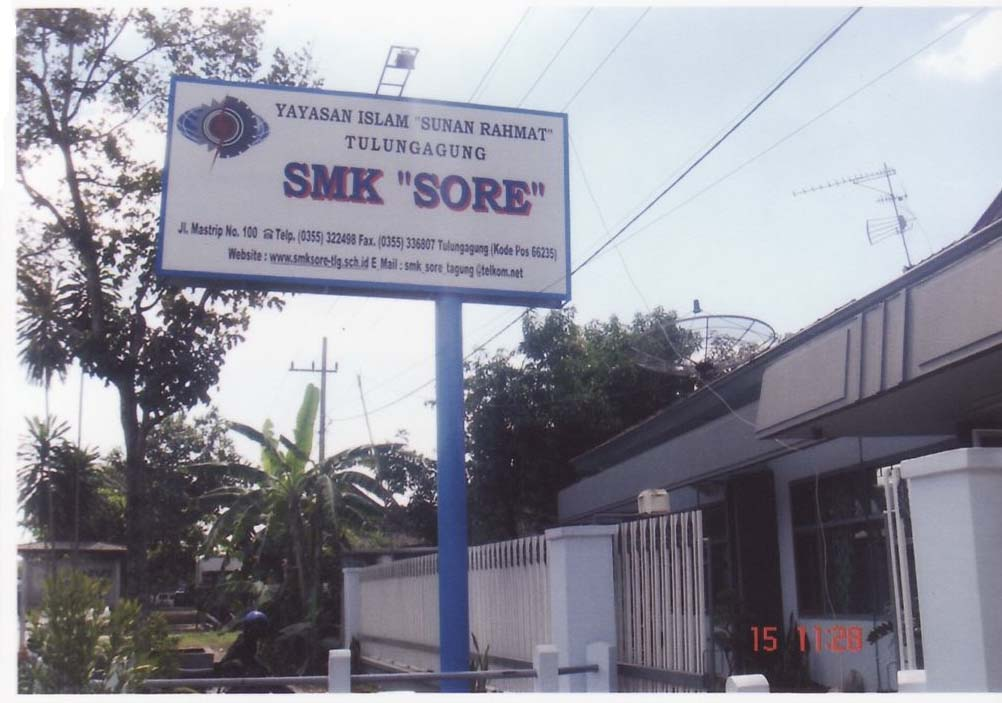 YAYASAN ISLAM "SUNAN RAHMAT"
TULUNGAGUNG
SMK "SORE"
Jl. Mastrip No. 100 ☎ Telp. (0355) 322498 Fax. (0355) 336807 Tulungagung (Kode Pos 66235)
Website : www.smksore-tlg.sch.id E_Mail : smk_sore_tagung @telkom.net
15 11:28